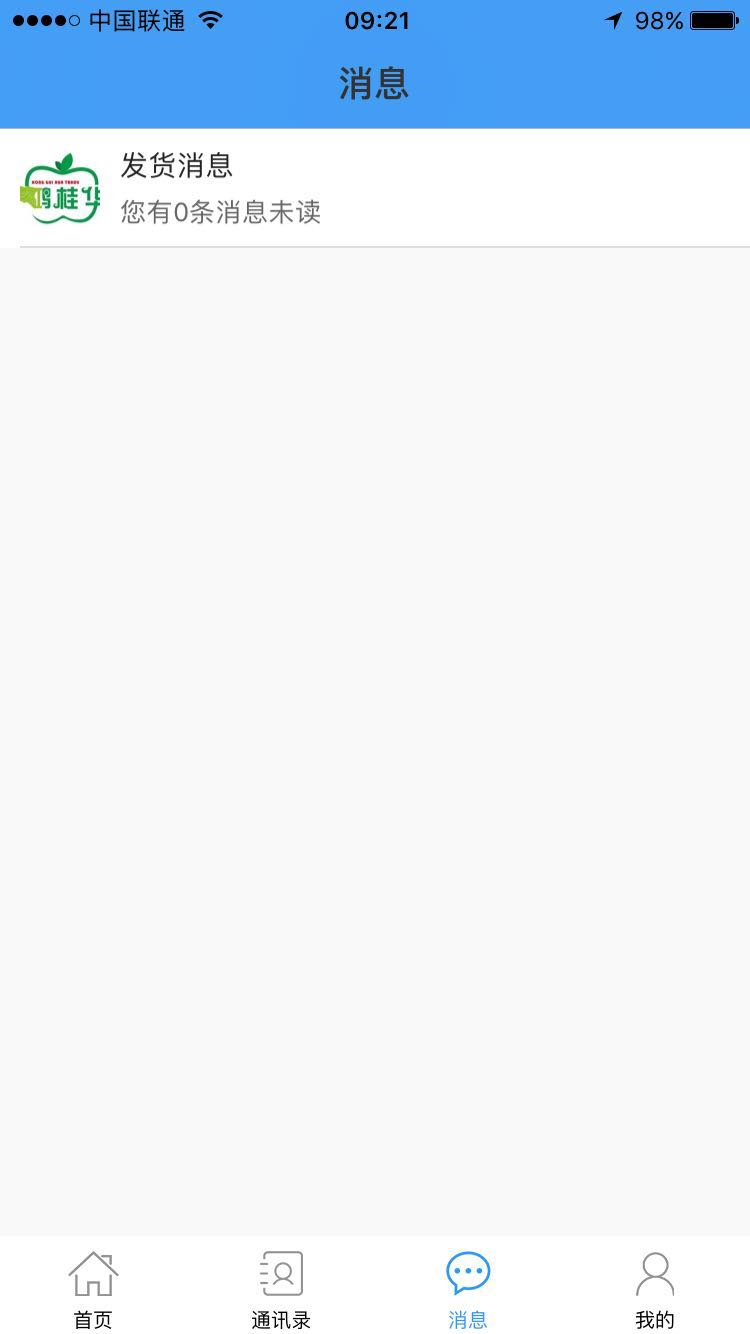 中国联通 09:21 98%
消息
发货消息
鸿桂华
您有0条消息未读
首页 通讯录 消息 我的